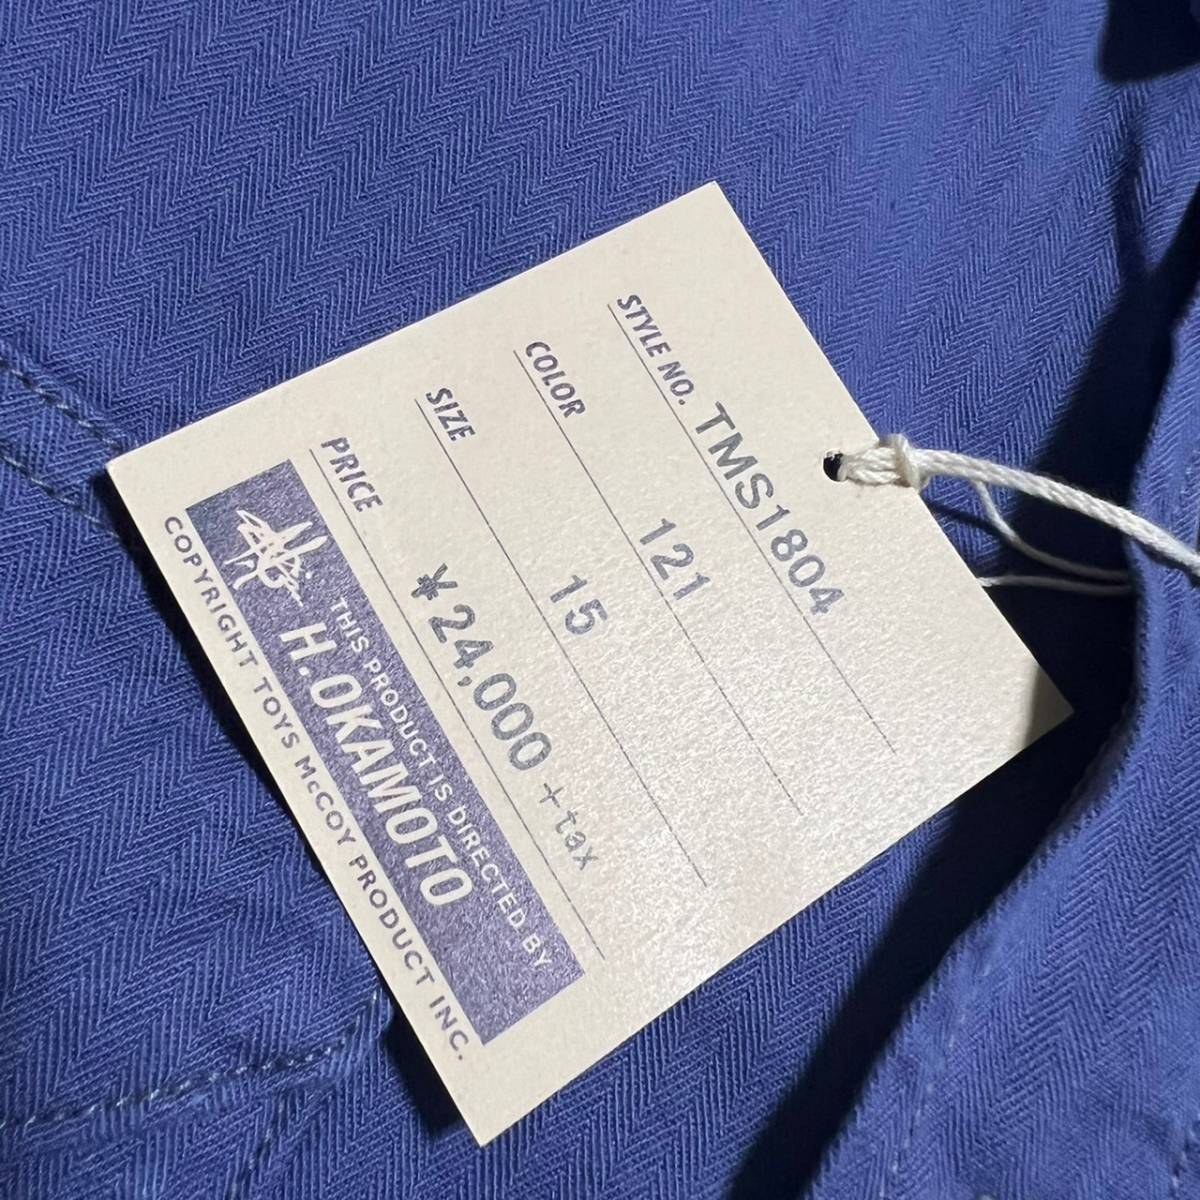 STYLE NO. TMS1804
COLOR 121
SIZE 15
PRICE ¥24,000 +tax
THIS PRODUCT IS DIRECTED BY
H.OKAMOTO
COPYRIGHT TOYS McCOY PRODUCT INC.